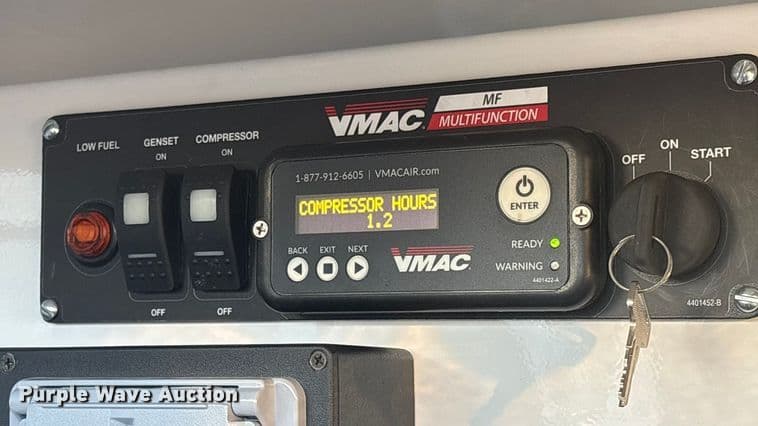 VMAC
MF
MULTIFUNCTION
LOW FUEL
GENSET
ON
OFF
COMPRESSOR
ON
OFF
1-877-912-6605 | VMACAIR.com
COMPRESSOR HOURS
1.2
ENTER
BACK EXIT NEXT
VMAC
READY
WARNING
4401422-A
OFF
ON
START
4401452-B
Purple Wave Auction